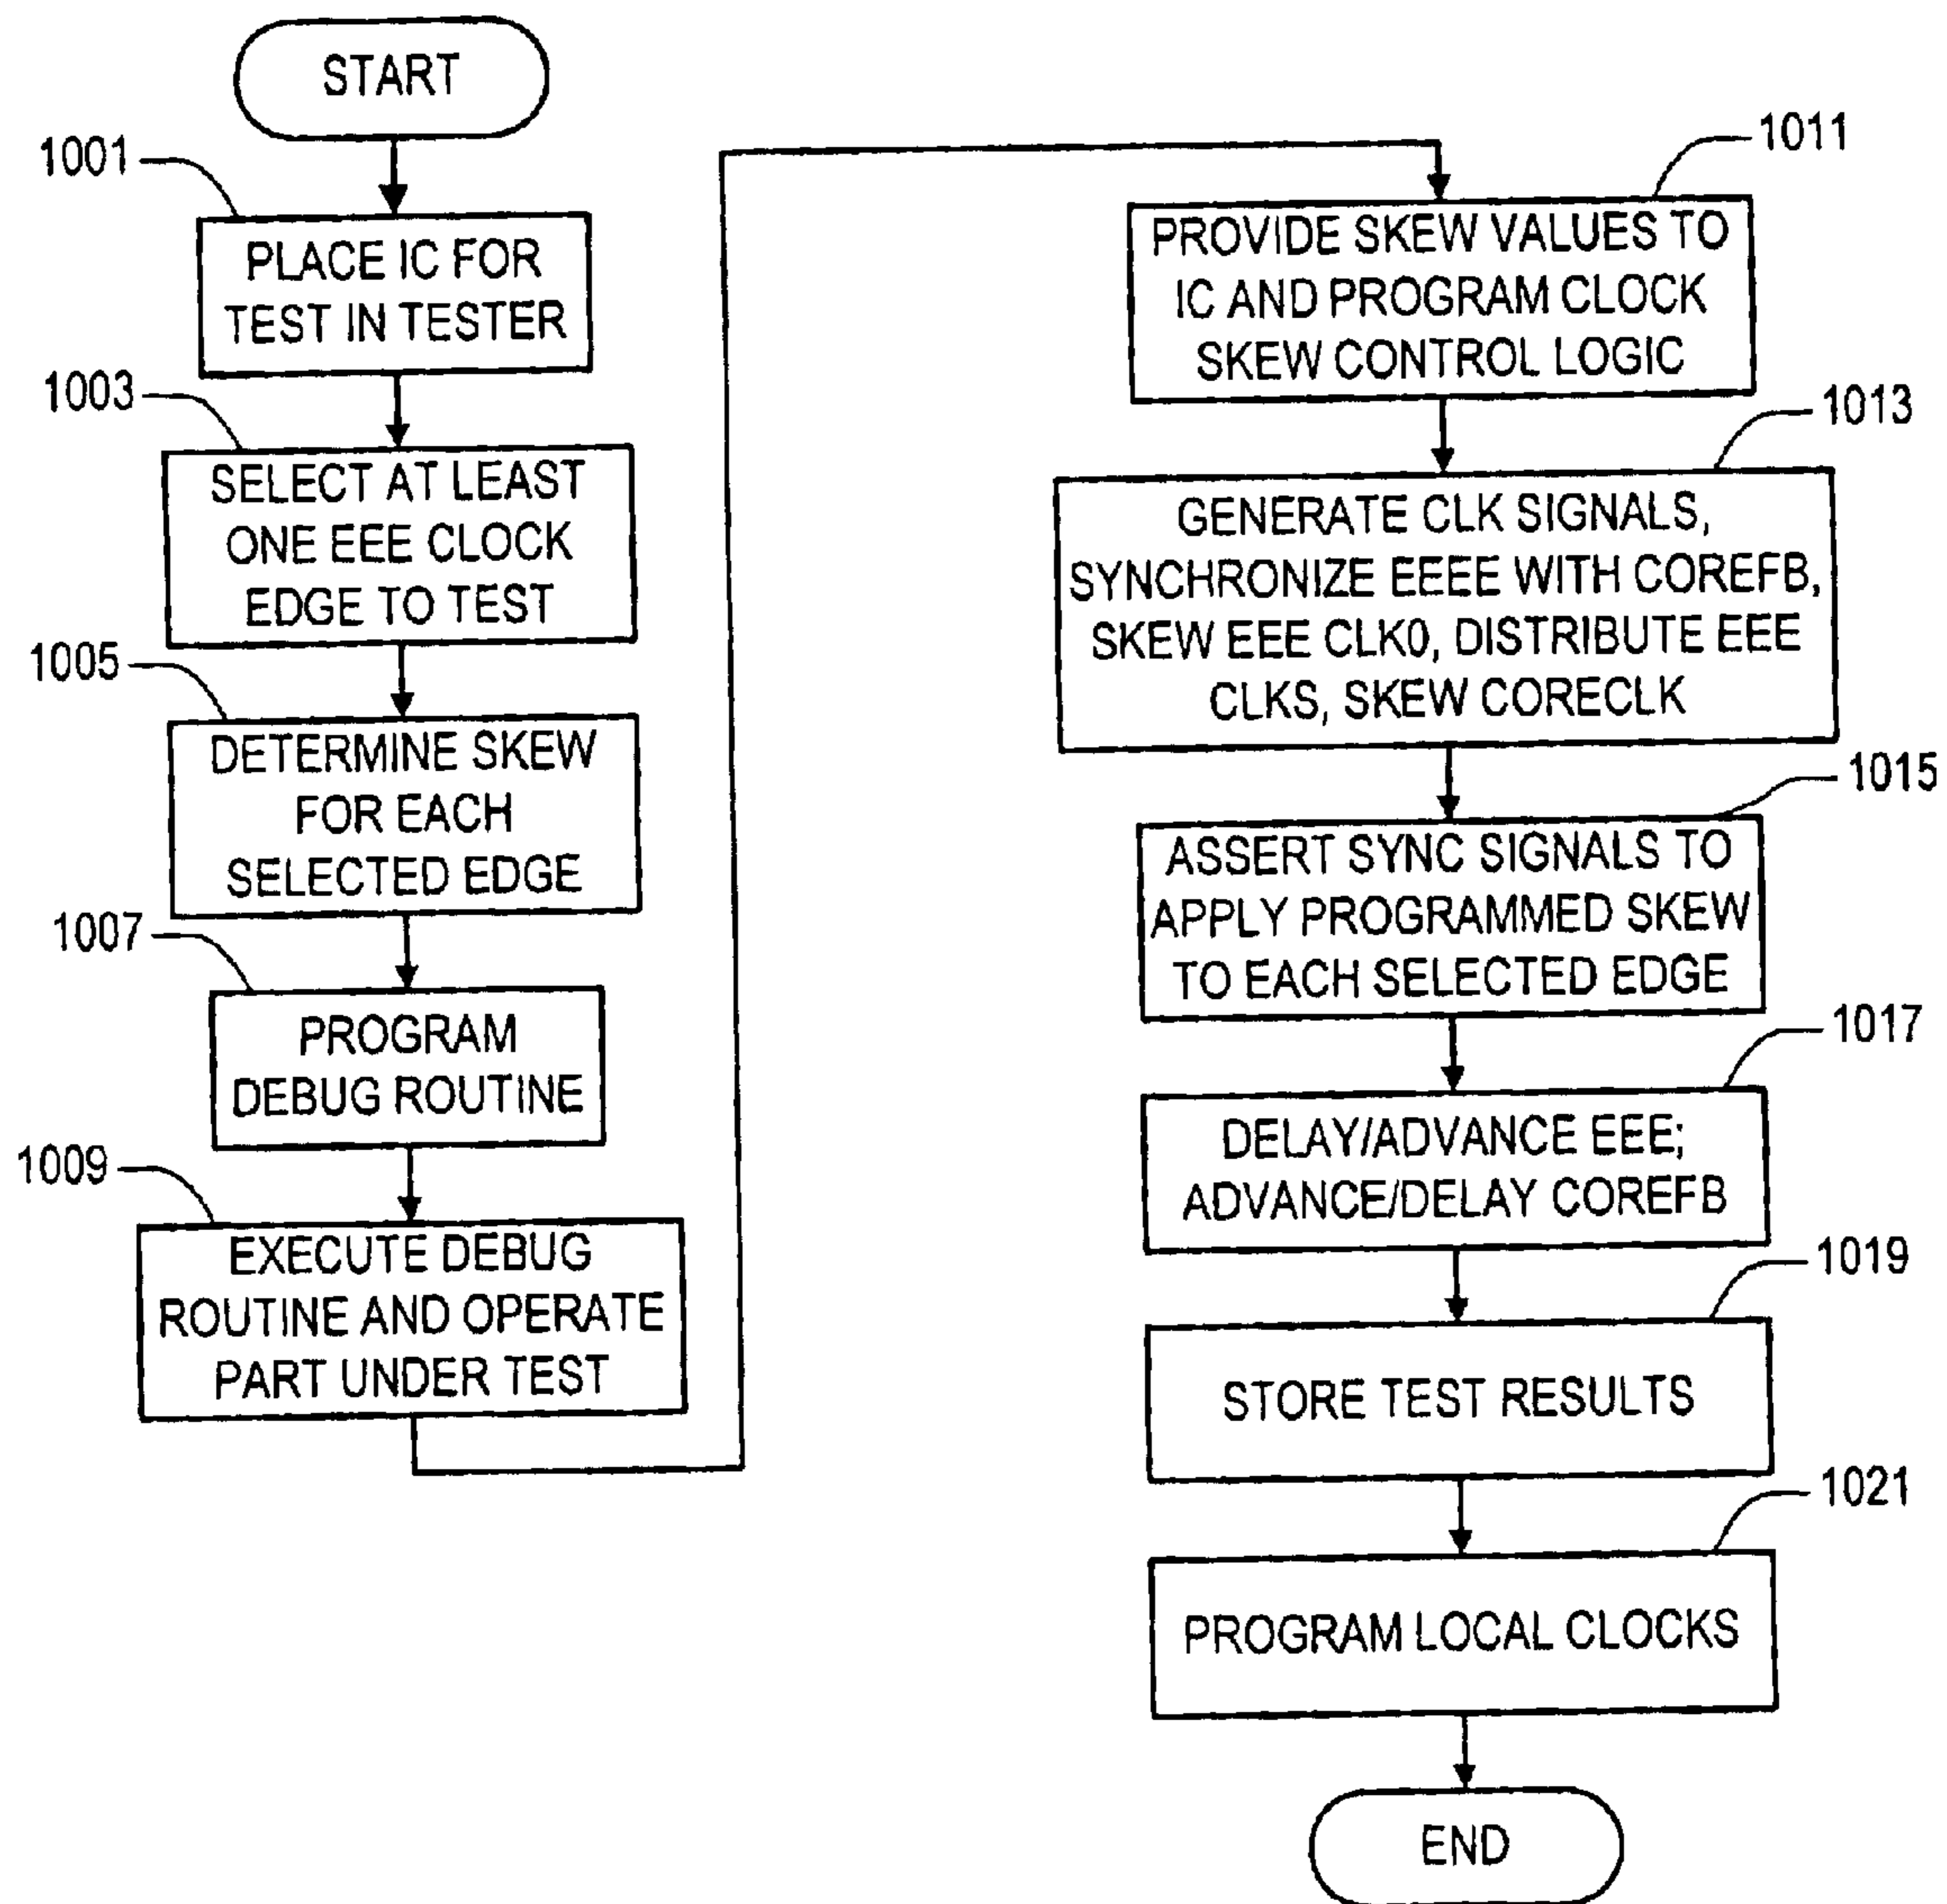 START
1001
PLACE IC FOR
TEST IN TESTER
1003
SELECT AT LEAST
ONE EEE CLOCK
EDGE TO TEST
1005
DETERMINE SKEW
FOR EACH
SELECTED EDGE
1007
PROGRAM
DEBUG ROUTINE
1009
EXECUTE DEBUG
ROUTINE AND OPERATE
PART UNDER TEST
1011
PROVIDE SKEW VALUES TO
IC AND PROGRAM CLOCK
SKEW CONTROL LOGIC
1013
GENERATE CLK SIGNALS,
SYNCHRONIZE EEEE WITH COREFB,
SKEW EEE CLK0, DISTRIBUTE EEE
CLKS, SKEW CORECLK
1015
ASSERT SYNC SIGNALS TO
APPLY PROGRAMMED SKEW
TO EACH SELECTED EDGE
1017
DELAY/ADVANCE EEE;
ADVANCE/DELAY COREFB
1019
STORE TEST RESULTS
1021
PROGRAM LOCAL CLOCKS
END